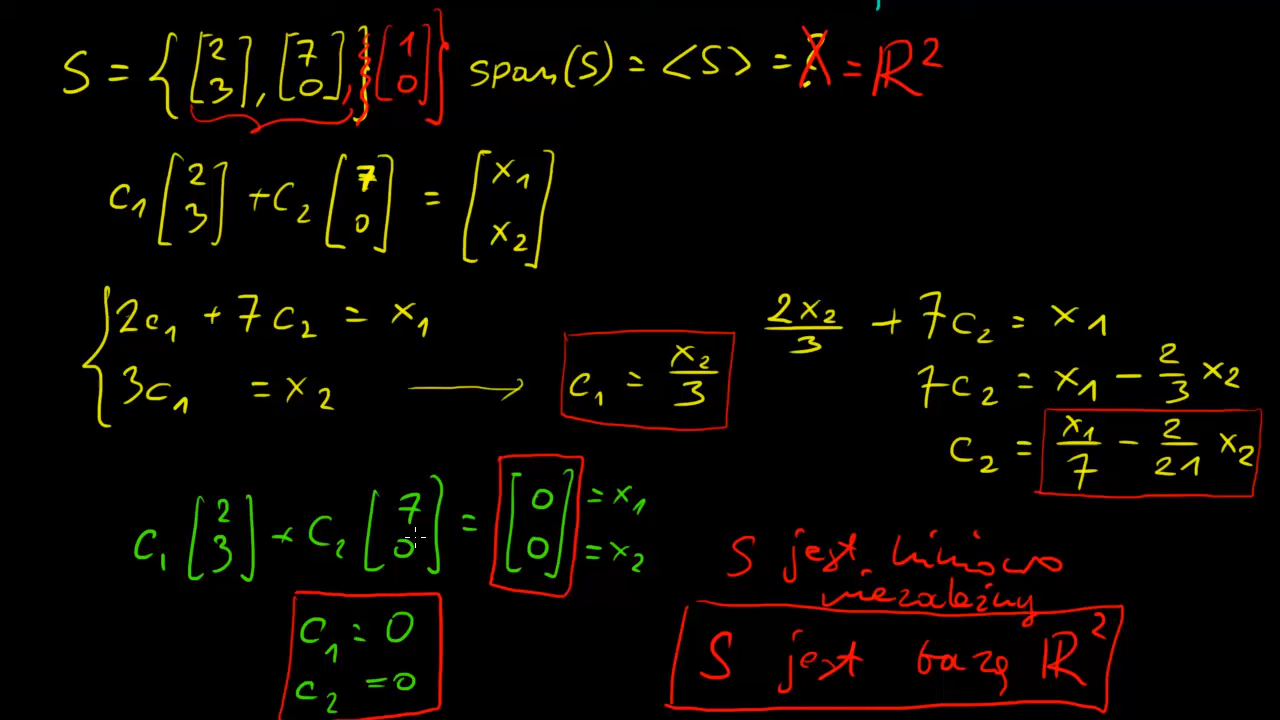 S = {[2 3], [7 0], [1 0]} span(S) = <S> = X = ℝ²
c₁ [2 3] + c₂ [7 0] = [x₁ x₂]
2c₁ + 7c₂ = x₁
3c₁ = x₂ ⟶ c₁ = x₂/3
2x₂/3 + 7c₂ = x₁
7c₂ = x₁ − 2/3 x₂
c₂ = x₁/7 − 2/21 x₂
c₁ [2 3] + c₂ [7 0] = [0 0] = x₁ = x₂
c₁ = 0
c₂ = 0
S jest liniowo
niezależny
S jest bazą ℝ²